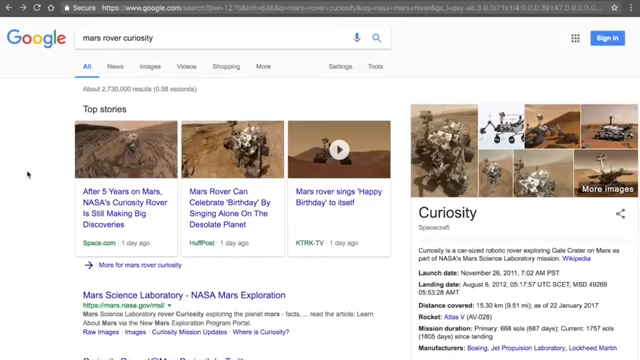 Secure
https://www.google.com/search?biw=1276&bih=636&q=mars+rover+curiosity&oq=nasa+mars+rover&gs_l=psy-ab.3.0.0i71k1l4.0.0.0.39147.0.0.0.0.0.0.0.0..0.0....0
Google
mars rover curiosity
Sign in
All News Images Videos Shopping More Settings Tools
About 2,730,000 results (0.58 seconds)
Top stories
After 5 Years on Mars,
NASA's Curiosity Rover
Is Still Making Big
Discoveries
Space.com · 1 day ago
Mars Rover Can
Celebrate 'Birthday' By
Singing Alone On The
Desolate Planet
HuffPost · 1 day ago
Mars rover sings 'Happy
Birthday' to itself
KTRK-TV · 1 day ago
More for mars rover curiosity
Mars Science Laboratory - NASA Mars Exploration
https://mars.nasa.gov/msl/
Mars Science Laboratory rover Curiosity exploring the planet mars - facts, ... read the article: Learn
About Mars via the New Mars Exploration Program Portal.
Raw Images · Images · Curiosity Mission Updates · Where is Curiosity?
More images
Curiosity
Spacecraft
Curiosity is a car-sized robotic rover exploring Gale Crater on Mars as
part of NASA's Mars Science Laboratory mission. Wikipedia
Launch date: November 26, 2011, 7:02 AM PST
Landing date: August 6, 2012, 05:17:57 UTC SCET; MSD 49269
05:53:28 AMT
Distance covered: 15.30 km (9.51 mi); as of 22 January 2017
Rocket: Atlas V (AV-028)
Mission duration: Primary: 668 sols (687 days); Current: 1757 sols
(1805 days) since landing
Manufacturers: Boeing, Jet Propulsion Laboratory, Lockheed Martin